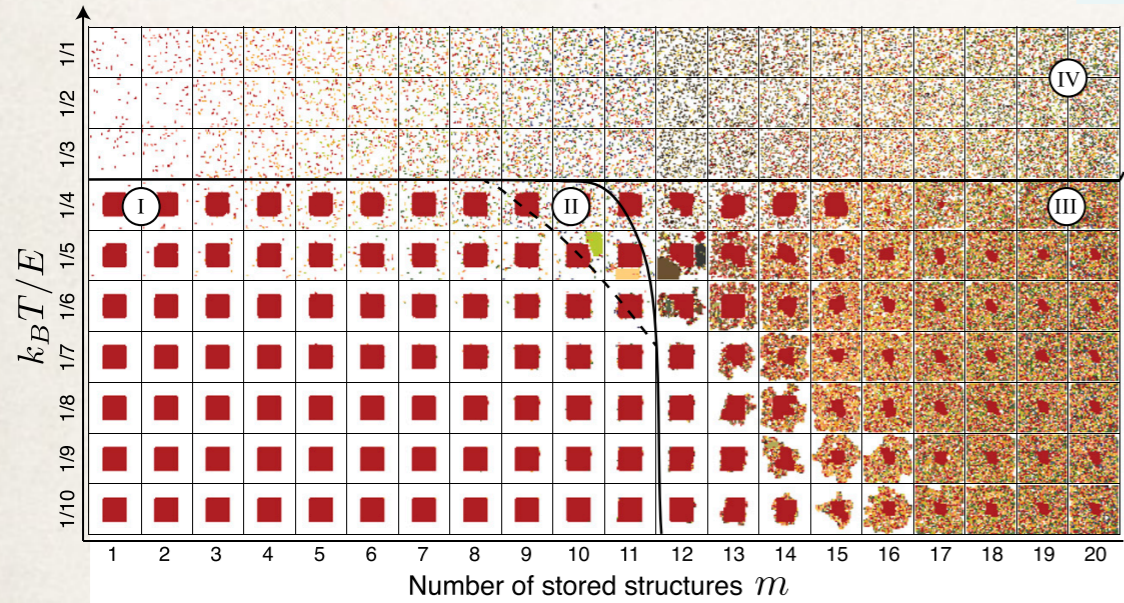 1/1
IV
1/2
1/3
1/4
I
II
III
1/5
1/6
1/7
1/8
1/9
1/10
k_BT/E
1 2 3 4 5 6 7 8 9 10 11 12 13 14 15 16 17 18 19 20
Number of stored structures m